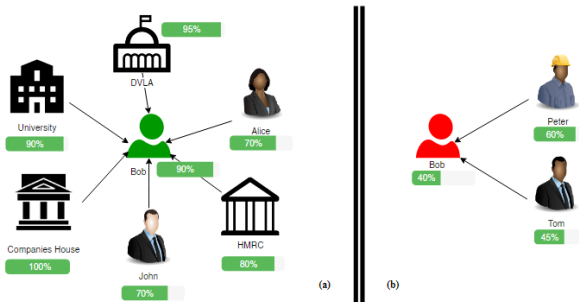 95%
DVLA
University
90%
Alice
70%
Bob
90%
Companies House
100%
John
70%
HMRC
80%
(a)
Peter
60%
Bob
40%
Tom
45%
(b)